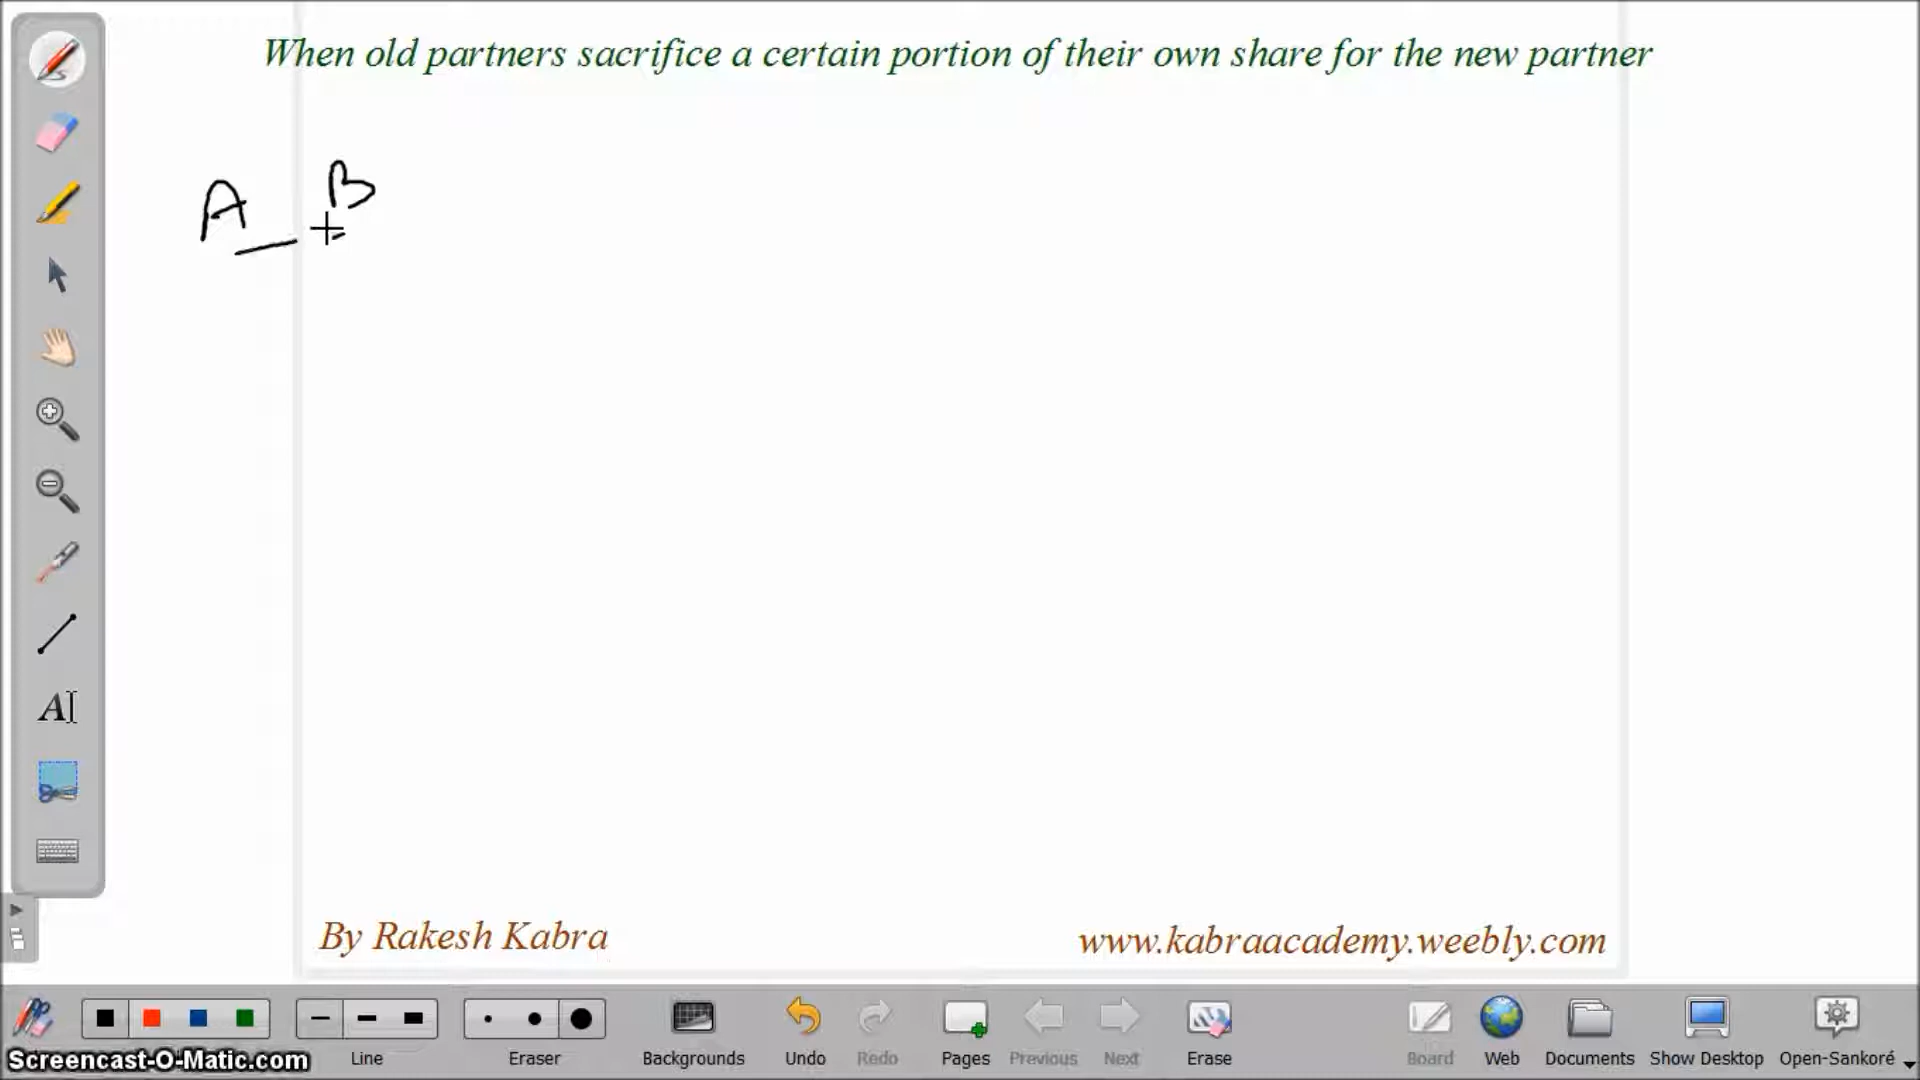 When old partners sacrifice a certain portion of their own share for the new partner
A B
By Rakesh Kabra
www.kabraacademy.weebly.com
Line
Eraser
Backgrounds
Undo
Redo
Pages
Previous
Next
Erase
Board
Web
Documents
Show Desktop
Open-Sankoré
Screencast-O-Matic.com